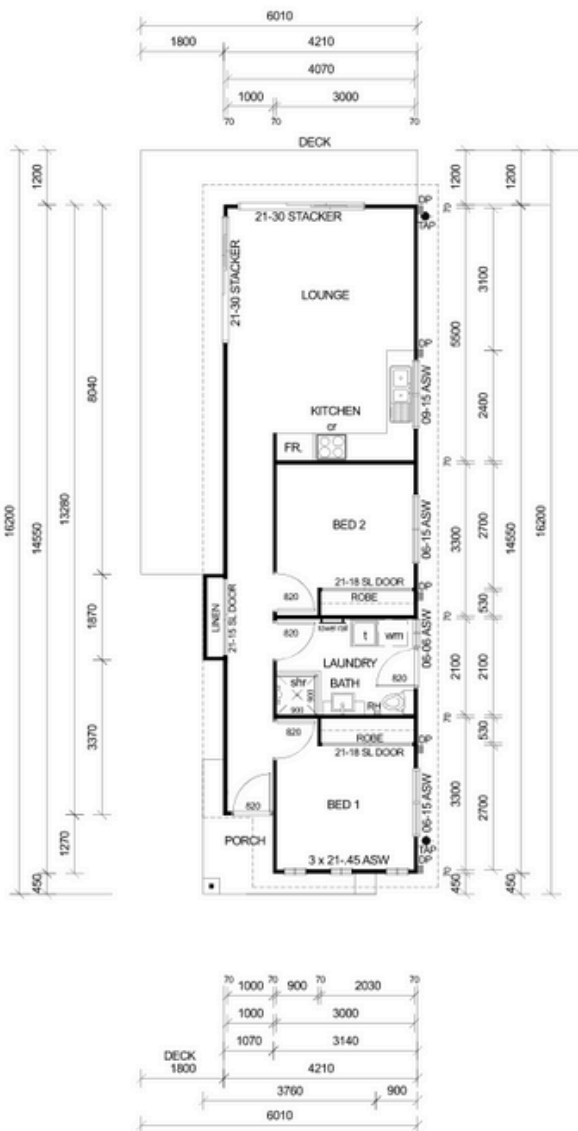 6010
1800 4210
4070
1000 3000
70 70 70
DECK
1200
16200
14550
13280
8040
1870
3370
1270
450
21-30 STACKER
21-30 STACKER
DP
TAP
LOUNGE
DP
09-15 ASW
KITCHEN
or
FR.
BED 2
06-15 ASW
21-18 SL DOOR
ROBE
DP
820
LINEN
21-15 SL DOOR
820
towel rail
t
wm
06-06 ASW
LAUNDRY
BATH
820
shr
900
900
RH
820
ROBE
DP
21-18 SL DOOR
BED 1
06-15 ASW
820
PORCH
3 x 21-.45 ASW
TAP
DP
1200
70
5500
70
3300
2100
70
3300
70
450
3100
2400
2700
530
2100
530
2700
1200
14550
450
16200
70 1000 70 900 70 2030 70
1000 3000
1070 3140
DECK
1800 4210
3760 900
6010